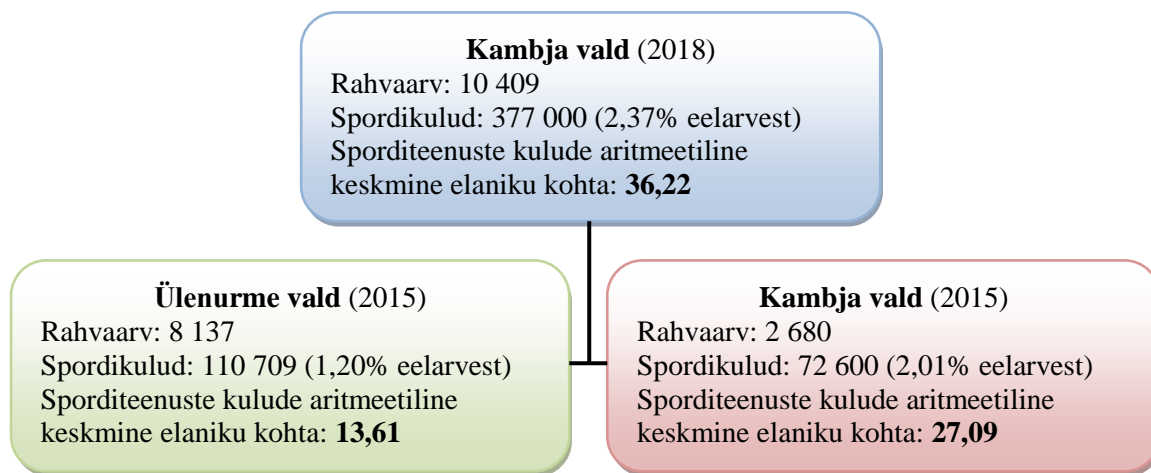 Kambja vald (2018)
Rahvaarv: 10 409
Spordikulud: 377 000 (2,37% eelarvest)
Sporditeenuste kulude aritmeetiline
keskmine elaniku kohta: 36,22
Ülenurme vald (2015)
Rahvaarv: 8 137
Spordikulud: 110 709 (1,20% eelarvest)
Sporditeenuste kulude aritmeetiline
keskmine elaniku kohta: 13,61
Kambja vald (2015)
Rahvaarv: 2 680
Spordikulud: 72 600 (2,01% eelarvest)
Sporditeenuste kulude aritmeetiline
keskmine elaniku kohta: 27,09